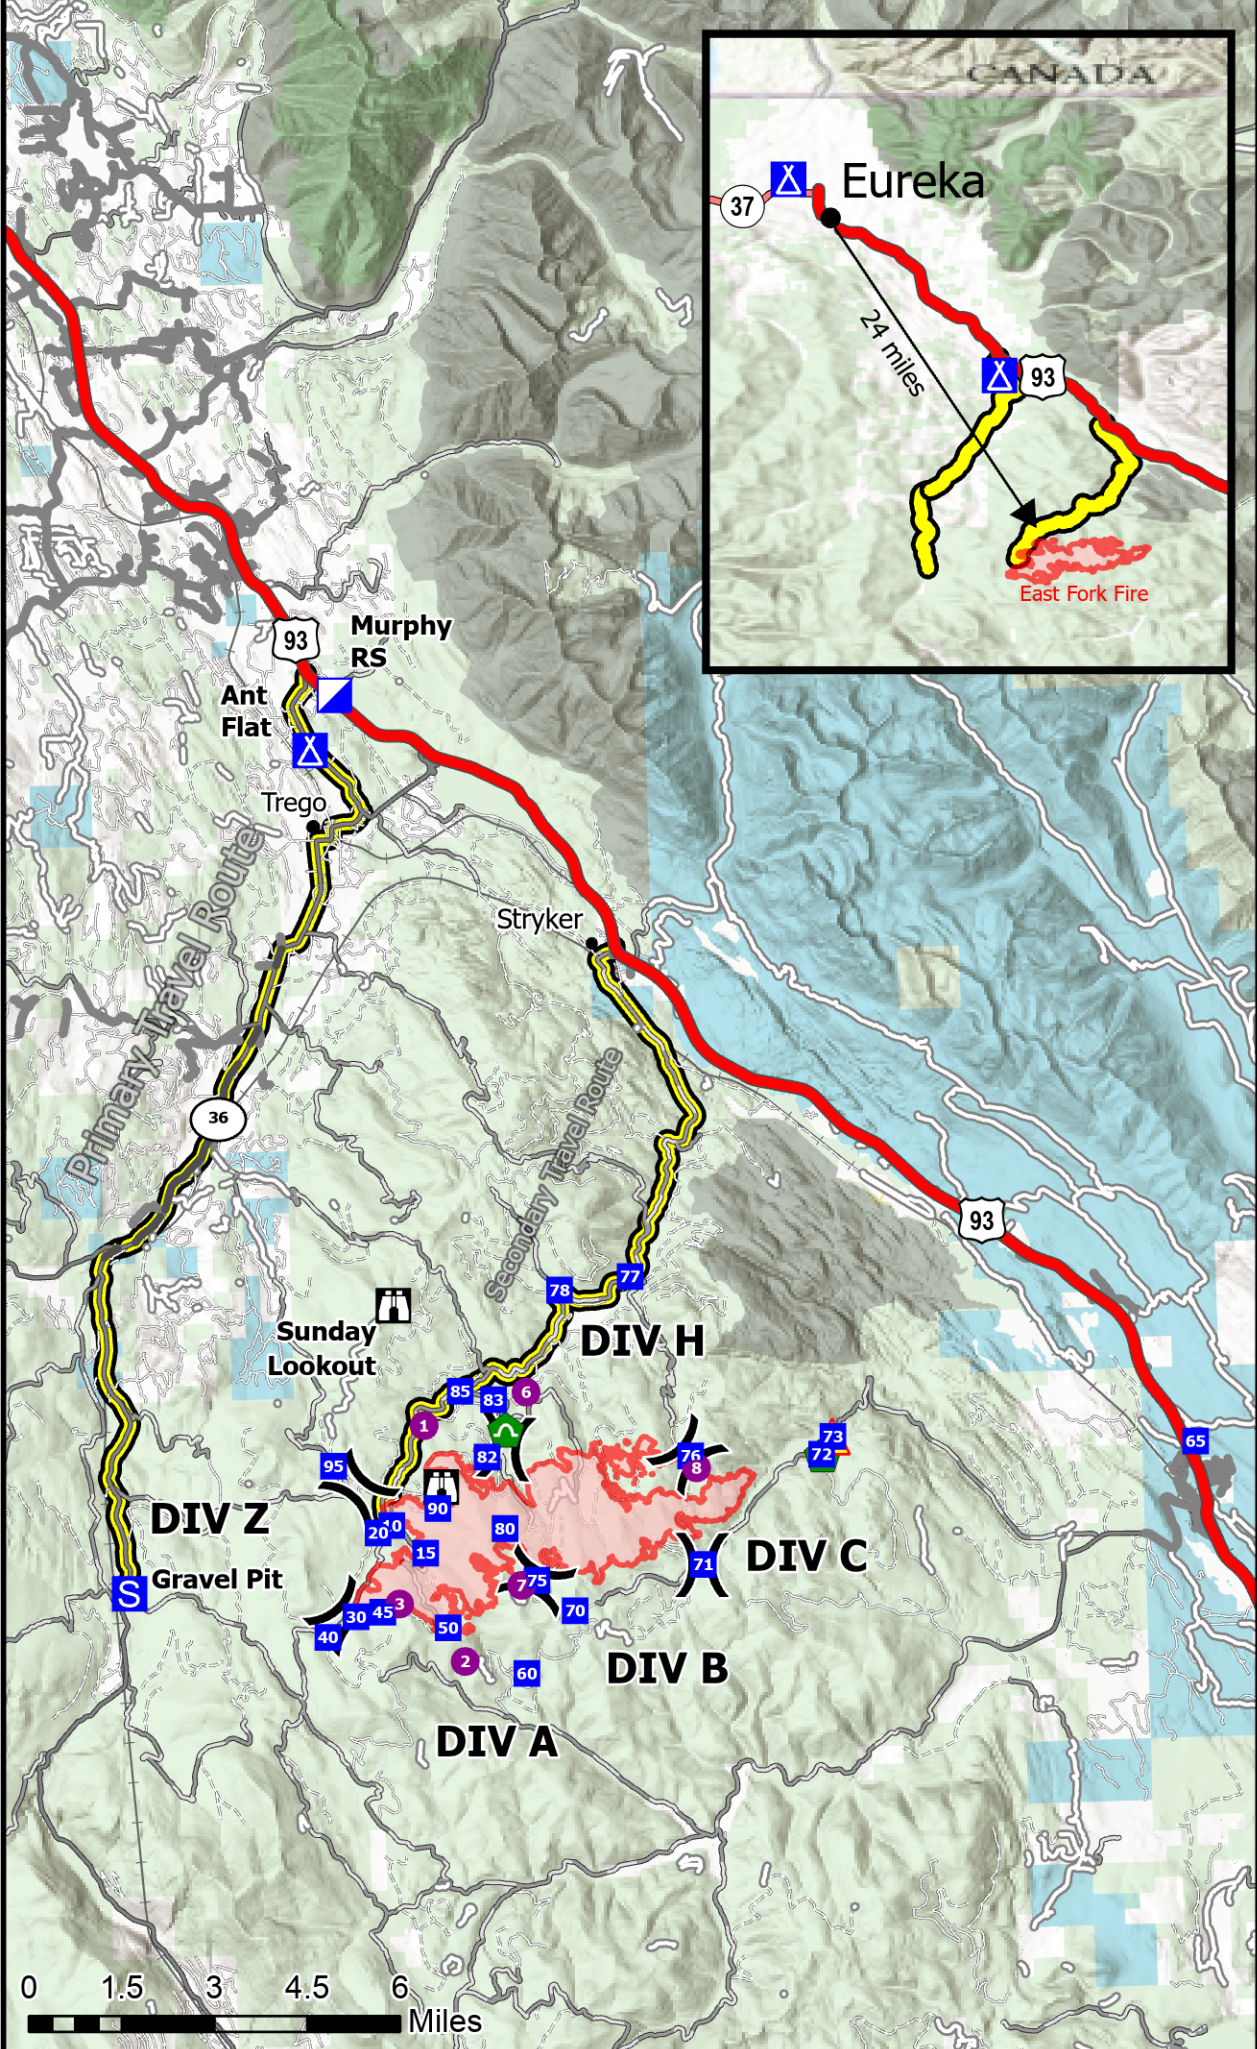 CANADA
Eureka
37
24 miles
93
East Fork Fire
93
Murphy
RS
Ant
Flat
Trego
Stryker
Primary Travel Route
36
Secondary Travel Route
93
78
77
Sunday
Lookout
DIV H
85
83
6
1
73
72
65
95
82
76
8
90
DIV Z
10
20
80
15
DIV C
71
S
Gravel Pit
7
75
3
30
45
40
50
70
2
60
DIV B
DIV A
0 1.5 3 4.5 6
Miles